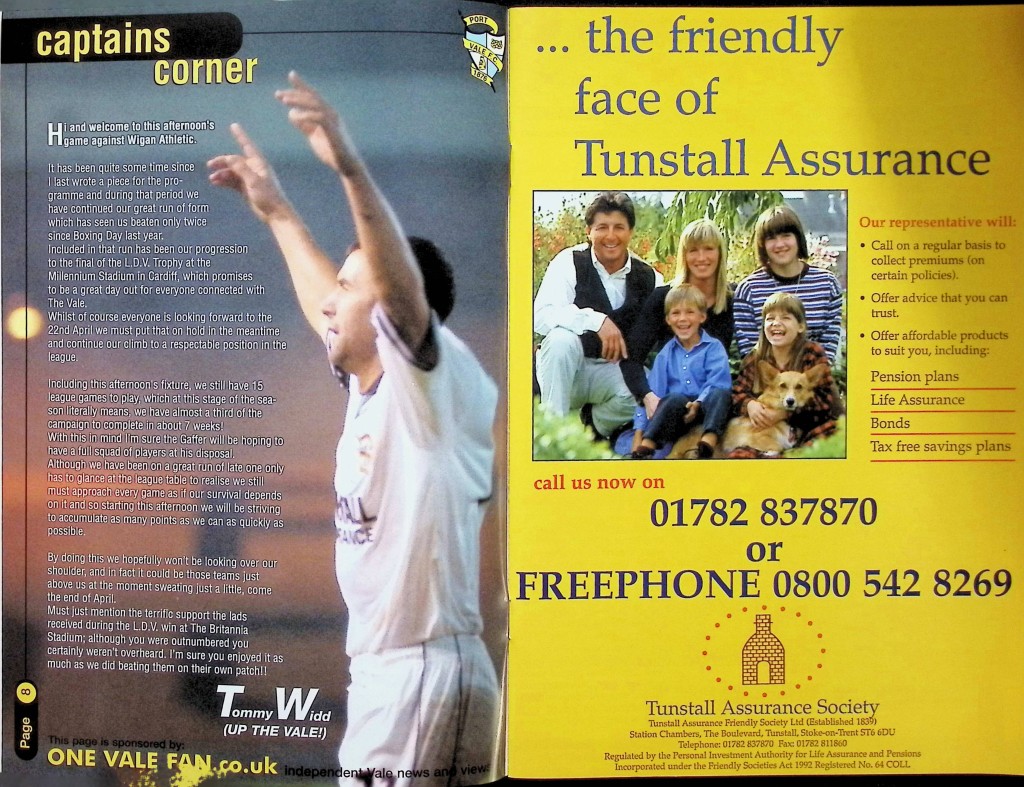 captains
corner
PORT
VALE F.C.
1876
Hi and welcome to this afternoon's
game against Wigan Athletic.
It has been quite some time since
I last wrote a piece for the pro-
gramme and during that period we
have continued our great run of form
which has seen us beaten only twice
since Boxing Day last year.
Included in that run has been our progression
to the final of the L.D.V. Trophy at the
Millennium Stadium in Cardiff, which promises
to be a great day out for everyone connected with
The Vale.
Whilst of course everyone is looking forward to the
22nd April we must put that on hold in the meantime
and continue our climb to a respectable position in the
league.
Including this afternoon's fixture, we still have 15
league games to play, which at this stage of the sea-
son literally means, we have almost a third of the
campaign to complete in about 7 weeks!
With this in mind I'm sure the Gaffer will be hoping to
have a full squad of players at his disposal.
Although we have been on a great run of late one only
has to glance at the league table to realise we still
must approach every game as if our survival depends
on it and so starting this afternoon we will be striving
to accumulate as many points as we can as quickly as
possible.
By doing this we hopefully won't be looking over our
shoulder, and in fact it could be those teams just
above us at the moment sweating just a little, come
the end of April.
Must just mention the terrific support the lads
received during the L.D.V. win at The Britannia
Stadium; although you were outnumbered you
certainly weren't overheard. I'm sure you enjoyed it as
much as we did beating them on their own patch!!
Tommy Widd
(UP THE VALE!)
Page 8
This page is sponsored by:
ONE VALE FAN.co.uk independent Vale news and views
... the friendly
face of
Tunstall Assurance
Our representative will:
• Call on a regular basis to
collect premiums (on
certain policies).
• Offer advice that you can
trust.
• Offer affordable products
to suit you, including:
Pension plans
Life Assurance
Bonds
Tax free savings plans
call us now on
01782 837870
or
FREEPHONE 0800 542 8269
Tunstall Assurance Society
Tunstall Assurance Friendly Society Ltd (Established 1839)
Station Chambers, The Boulevard, Tunstall, Stoke-on-Trent ST6 6DU
Telephone: 01782 837870 Fax: 01782 811860
Regulated by the Personal Investment Authority for Life Assurance and Pensions
Incorporated under the Friendly Societies Act 1992 Registered No. 64 COLL